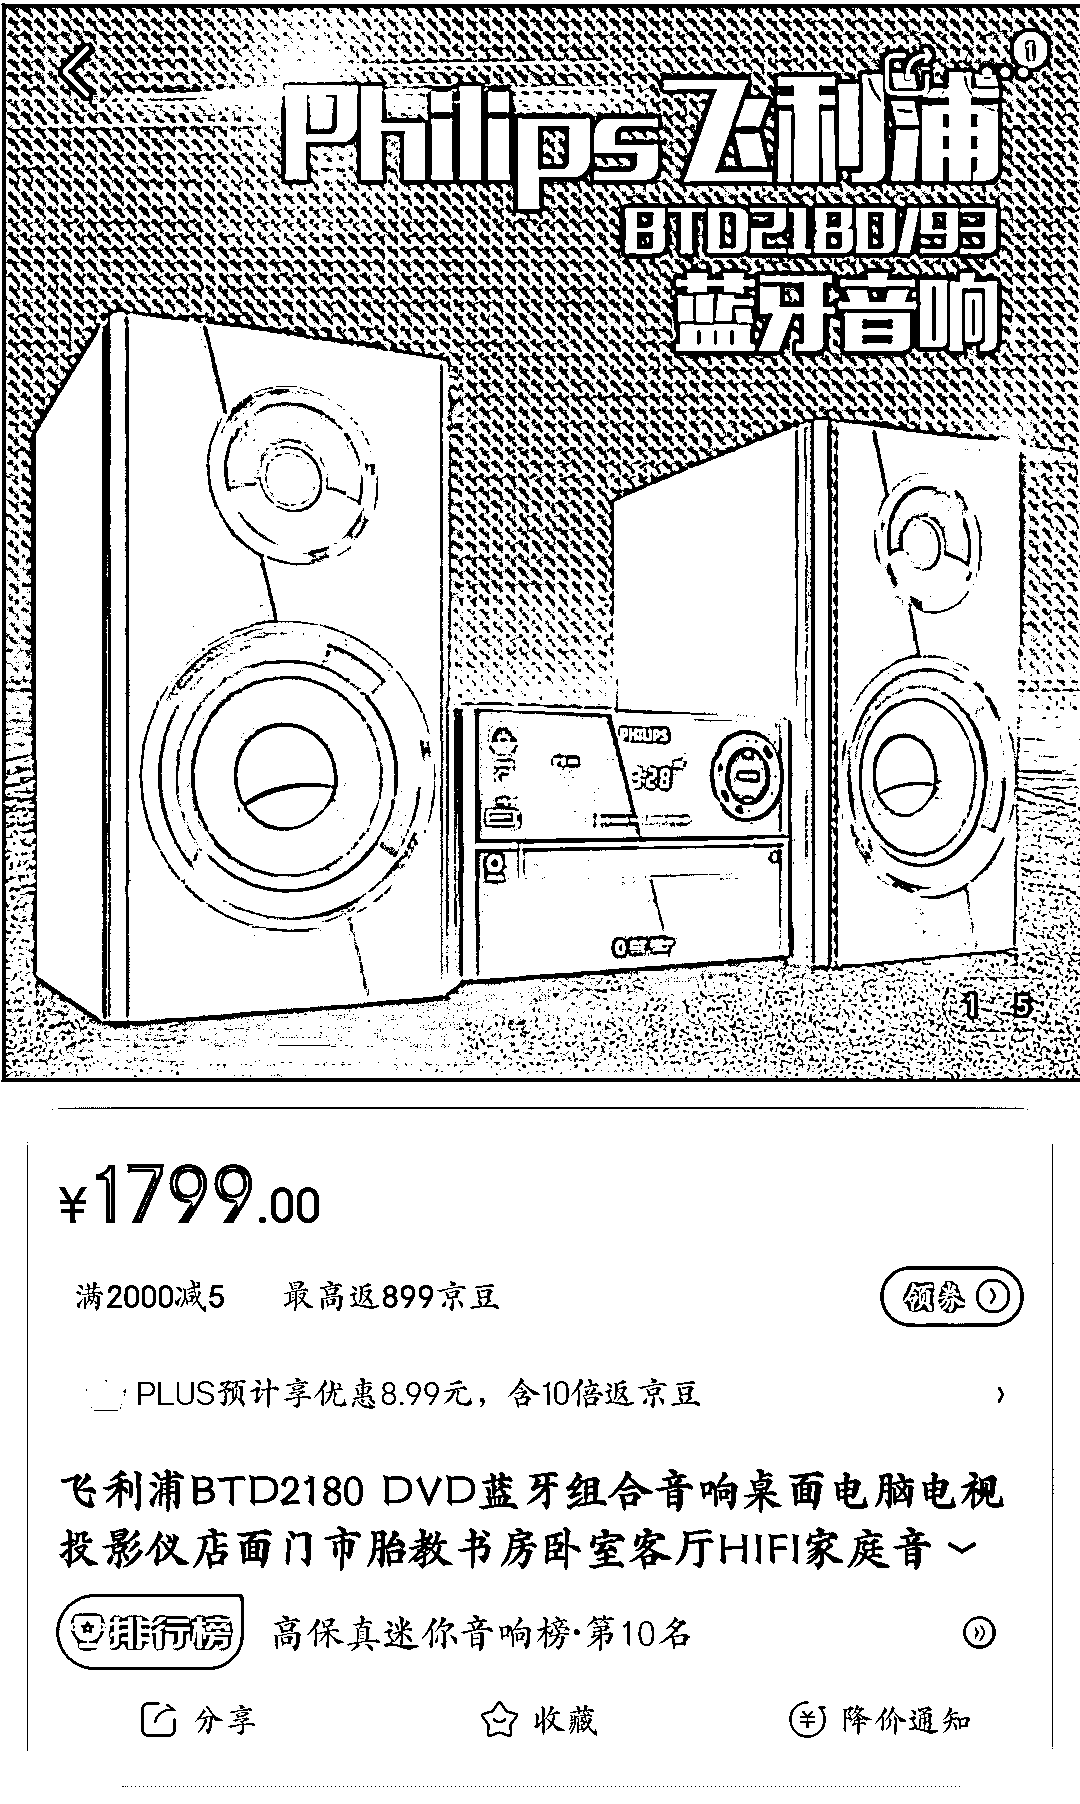 1
Philips 飞利浦
BTD2180/93
蓝牙音响
PHILIPS
3:28
1 5
¥1799.00
满2000减5 最高返899京豆 领券
PLUS预计享优惠8.99元，含10倍返京豆
飞利浦BTD2180 DVD蓝牙组合音响桌面电脑电视
投影仪店面门市胎教书房卧室客厅HIFI家庭音
排行榜 高保真迷你音响榜·第10名
分享 收藏 降价通知